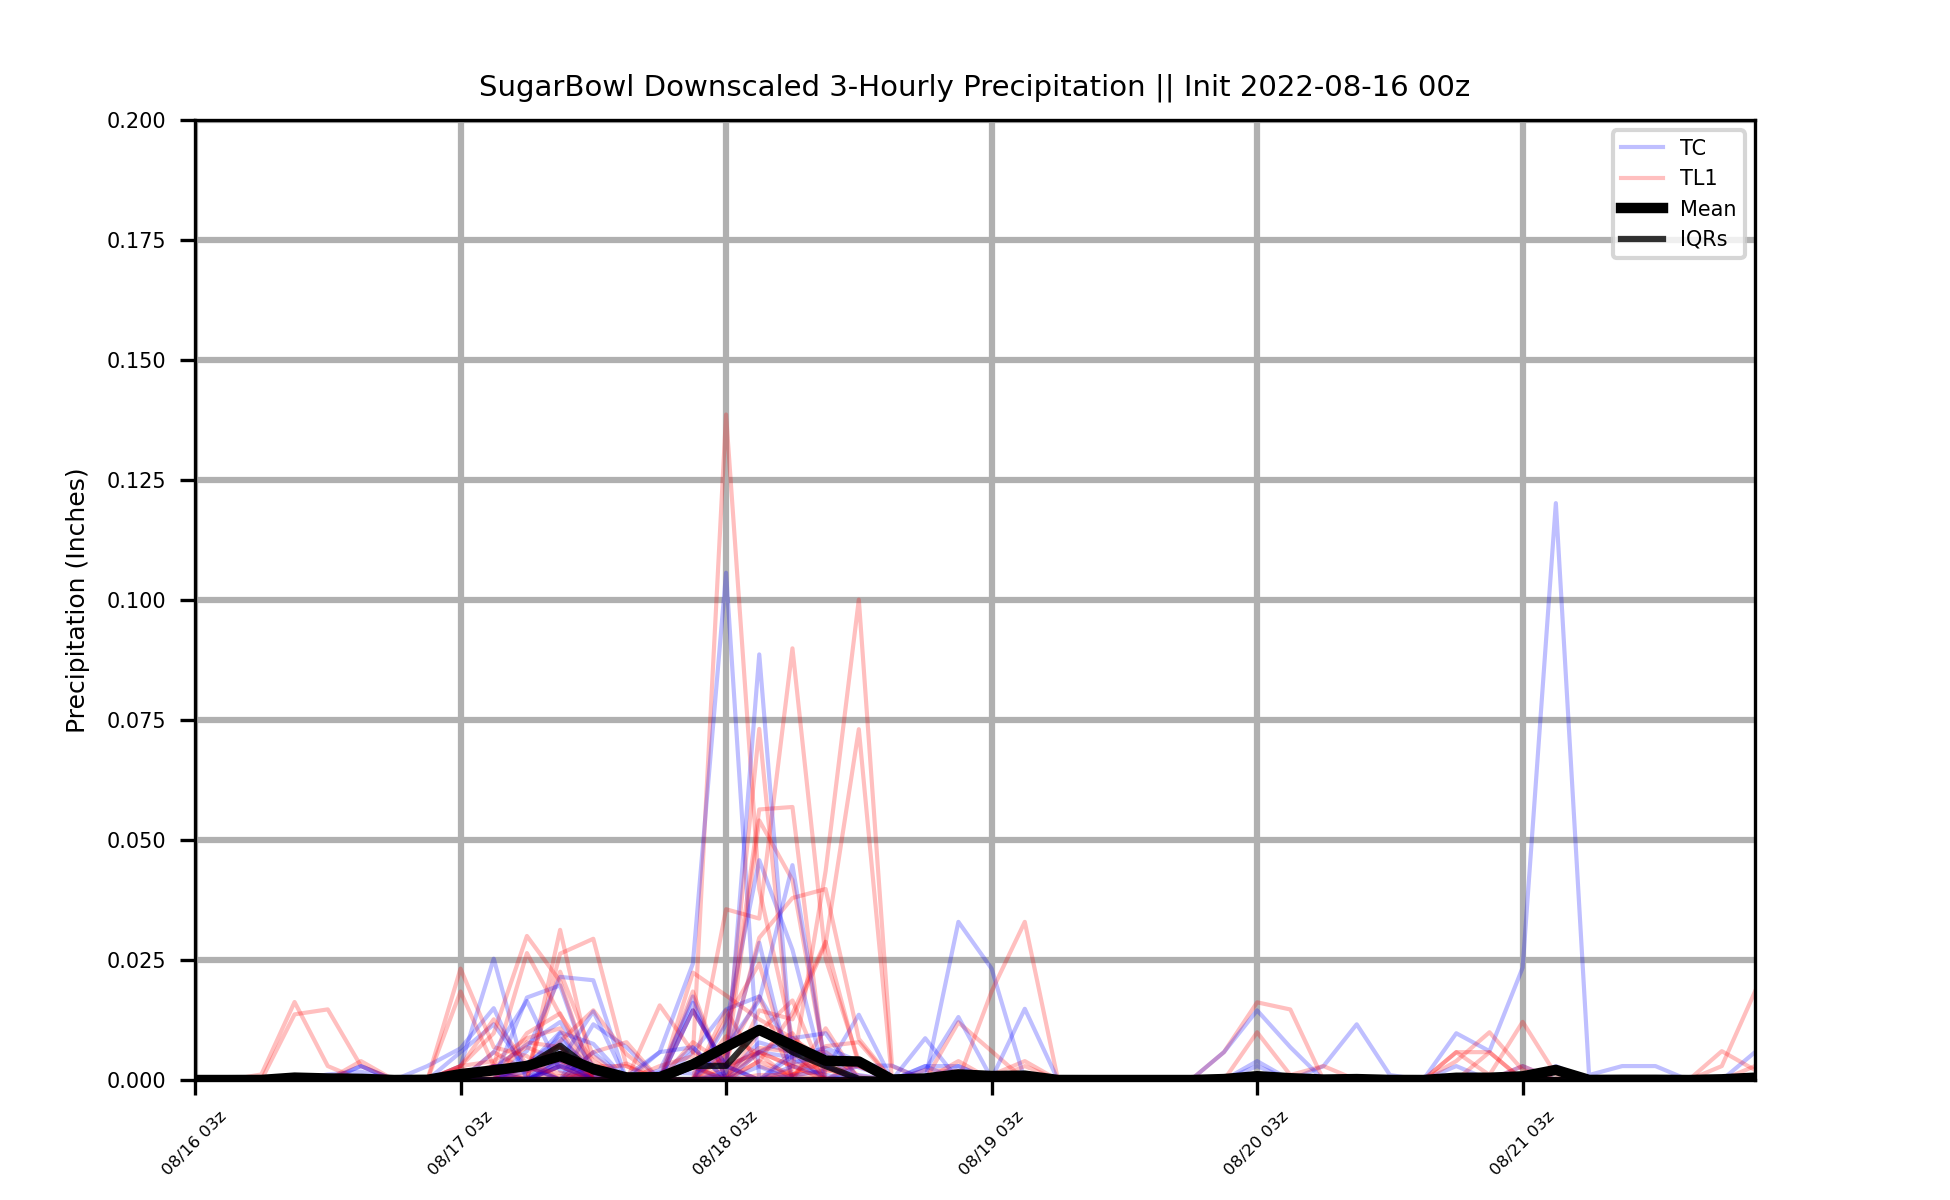 SugarBowl Downscaled 3-Hourly Precipitation || Init 2022-08-16 00z
0.200
0.175
0.150
0.125
0.100
0.075
0.050
0.025
0.000
Precipitation (Inches)
TC
TL1
Mean
IQRs
08/16 03z
08/17 03z
08/18 03z
08/19 03z
08/20 03z
08/21 03z